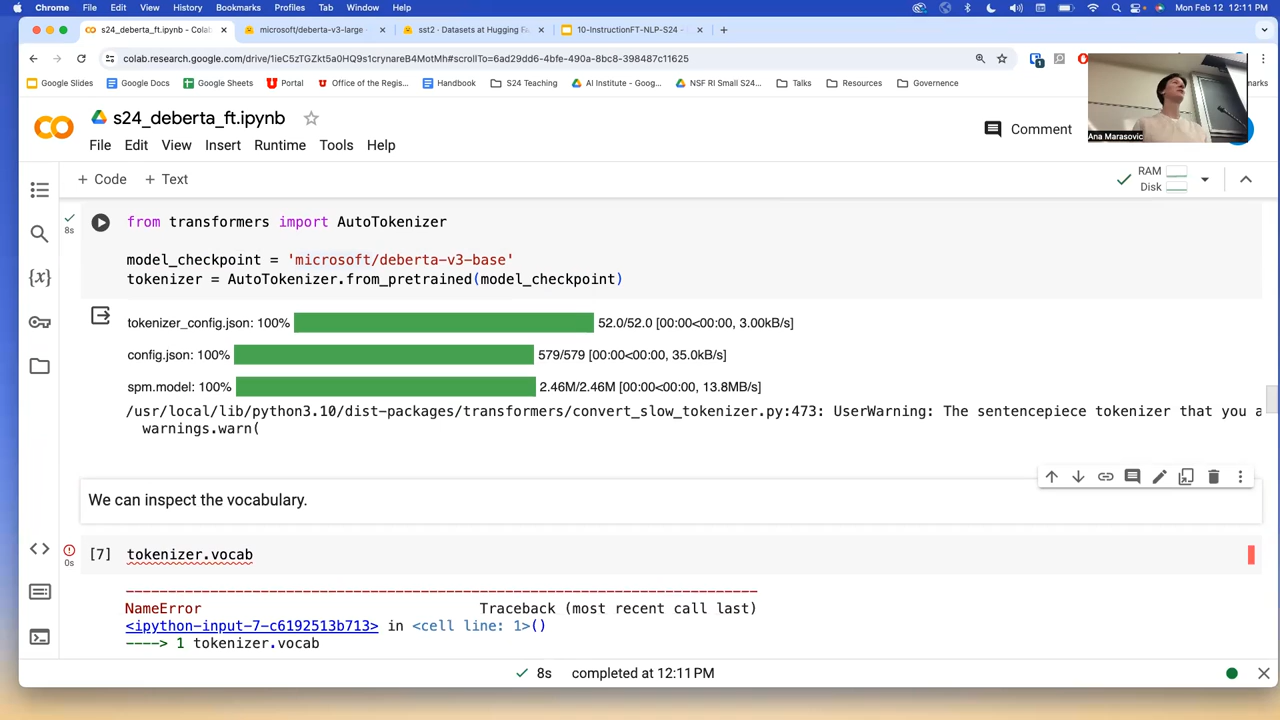 Chrome File Edit View History Bookmarks Profiles Tab Window Help Mon Feb 12 12:11 PM
s24_deberta_ft.ipynb - Colab microsoft/deberta-v3-large · sst2 · Datasets at Hugging Fa 10-InstructionFT-NLP-S24 -
colab.research.google.com/drive/1ieC5zTGZkt5a0HQ9s1crynareB4MotMh#scrollTo=6ad29dd6-4bfe-490a-8bc8-398487c11625
Google Slides Google Docs Google Sheets Portal Office of the Regis... Handbook S24 Teaching AI Institute - Goog... NSF RI Small S24... Talks Resources Governence
Ana Marasovic
s24_deberta_ft.ipynb
Comment
File Edit View Insert Runtime Tools Help
+ Code + Text
RAM
Disk
8s
from transformers import AutoTokenizer
model_checkpoint = 'microsoft/deberta-v3-base'
tokenizer = AutoTokenizer.from_pretrained(model_checkpoint)
tokenizer_config.json: 100% 52.0/52.0 [00:00<00:00, 3.00kB/s]
config.json: 100% 579/579 [00:00<00:00, 35.0kB/s]
spm.model: 100% 2.46M/2.46M [00:00<00:00, 13.8MB/s]
/usr/local/lib/python3.10/dist-packages/transformers/convert_slow_tokenizer.py:473: UserWarning: The sentencepiece tokenizer that you a
warnings.warn(
We can inspect the vocabulary.
[7] tokenizer.vocab
0s
NameError Traceback (most recent call last)
<ipython-input-7-c6192513b713> in <cell line: 1>()
----> 1 tokenizer.vocab
8s completed at 12:11 PM